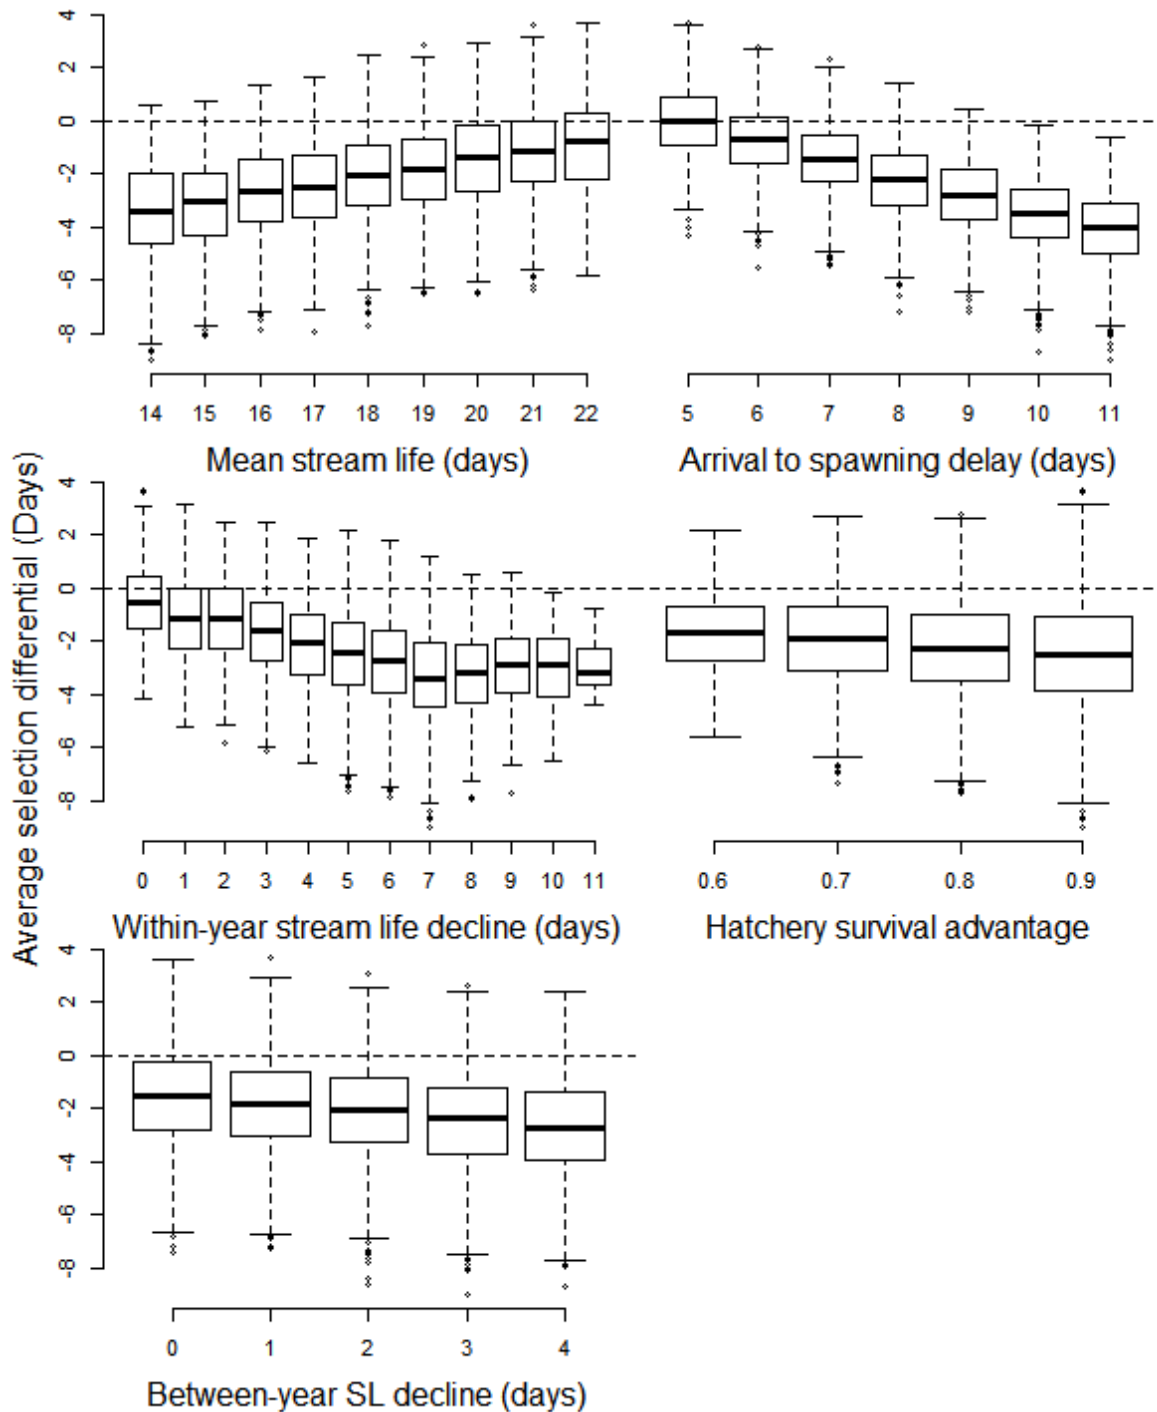 4
2
0
-2
-4
-6
-8
14 15 16 17 18 19 20 21 22
Mean stream life (days)
5 6 7 8 9 10 11
Arrival to spawning delay (days)
Average selection differential (Days)
4
2
0
-2
-4
-6
-8
0 1 2 3 4 5 6 7 8 9 10 11
Within-year stream life decline (days)
0.6 0.7 0.8 0.9
Hatchery survival advantage
4
2
0
-2
-4
-6
-8
0 1 2 3 4
Between-year SL decline (days)